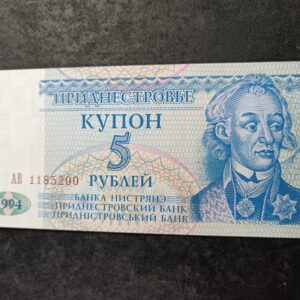 ПРИДНЕСТРОВЬЕ
КУПОН
5
АВ 1185200
РУБЛЕЙ
БАНКА НИСТРЯНЭ
ПРИДНЕСТРОВСКИЙ БАНК
ПРИДНІСТРОВСЬКИЙ БАНК
1994